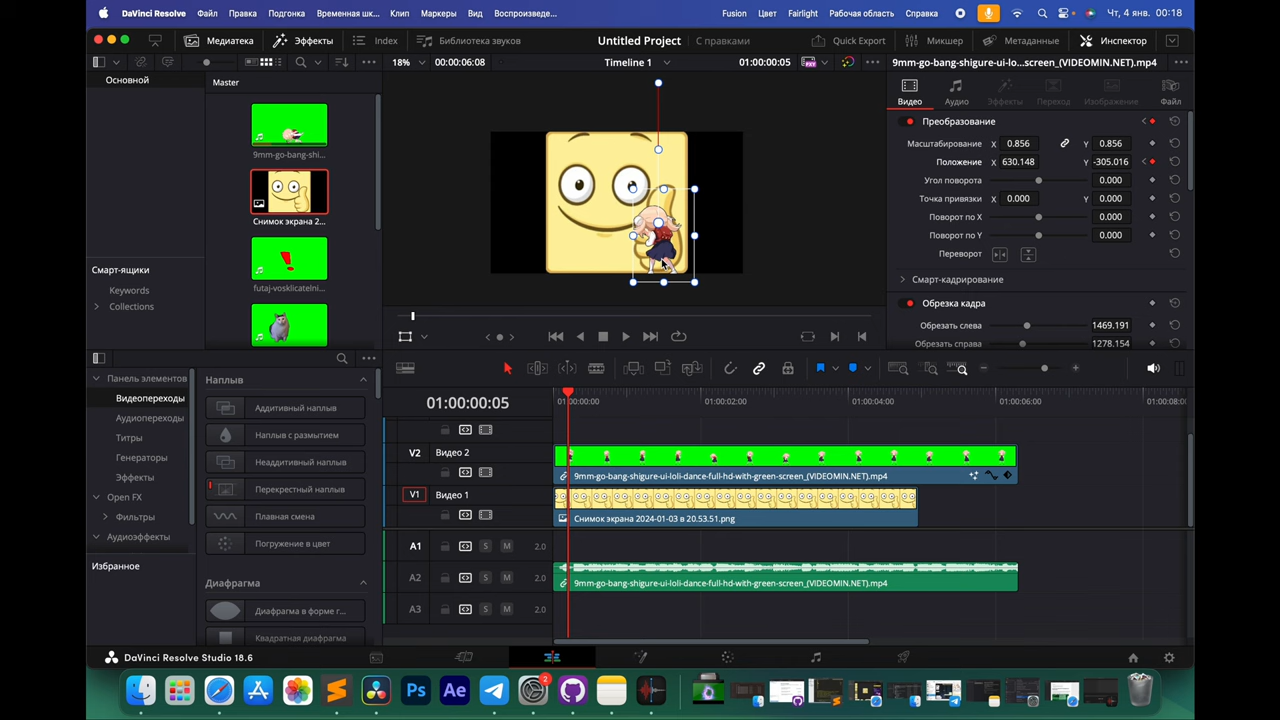 DaVinci Resolve Файл Правка Подгонка Временная шк... Клип Маркеры Вид Воспроизведе... Fusion Цвет Fairlight Рабочая область Справка Чт, 4 янв. 00:18
Медиатека Эффекты Index Библиотека звуков Untitled Project С правками Quick Export Микшер Метаданные Инспектор
18% 00:00:06:08 Timeline 1 01:00:00:05 9mm-go-bang-shigure-ui-lo...screen_(VIDEOMIN.NET).mp4
Основной
Master
9mm-go-bang-shi...
Снимок экрана 2...
futaj-vosklicatelni...
Смарт-ящики
Keywords
Collections
Видео Аудио Эффекты Переход Изображение Файл
Преобразование
Масштабирование X 0.856 Y 0.856
Положение X 630.148 Y -305.016
Угол поворота 0.000
Точка привязки X 0.000 Y 0.000
Поворот по X 0.000
Поворот по Y 0.000
Переворот
Смарт-кадрирование
Обрезка кадра
Обрезать слева 1469.191
Обрезать справа 1278.154
Панель элементов
Видеопереходы
Аудиопереходы
Титры
Генераторы
Эффекты
Open FX
Фильтры
Аудиоэффекты
Избранное
Наплыв
Аддитивный наплыв
Наплыв с размытием
Неаддитивный наплыв
Перекрестный наплыв
Плавная смена
Погружение в цвет
Диафрагма
Диафрагма в форме г...
Квадратная диафрагма
01:00:00:05
01:00:00:00 01:00:02:00 01:00:04:00 01:00:06:00 01:00:08:00
V2 Видео 2
9mm-go-bang-shigure-ui-loli-dance-full-hd-with-green-screen_(VIDEOMIN.NET).mp4
V1 Видео 1
Снимок экрана 2024-01-03 в 20.53.51.png
A1 S M 2.0
A2 S M 2.0
9mm-go-bang-shigure-ui-loli-dance-full-hd-with-green-screen_(VIDEOMIN.NET).mp4
A3 S M 2.0
DaVinci Resolve Studio 18.6
Ps Ae 2